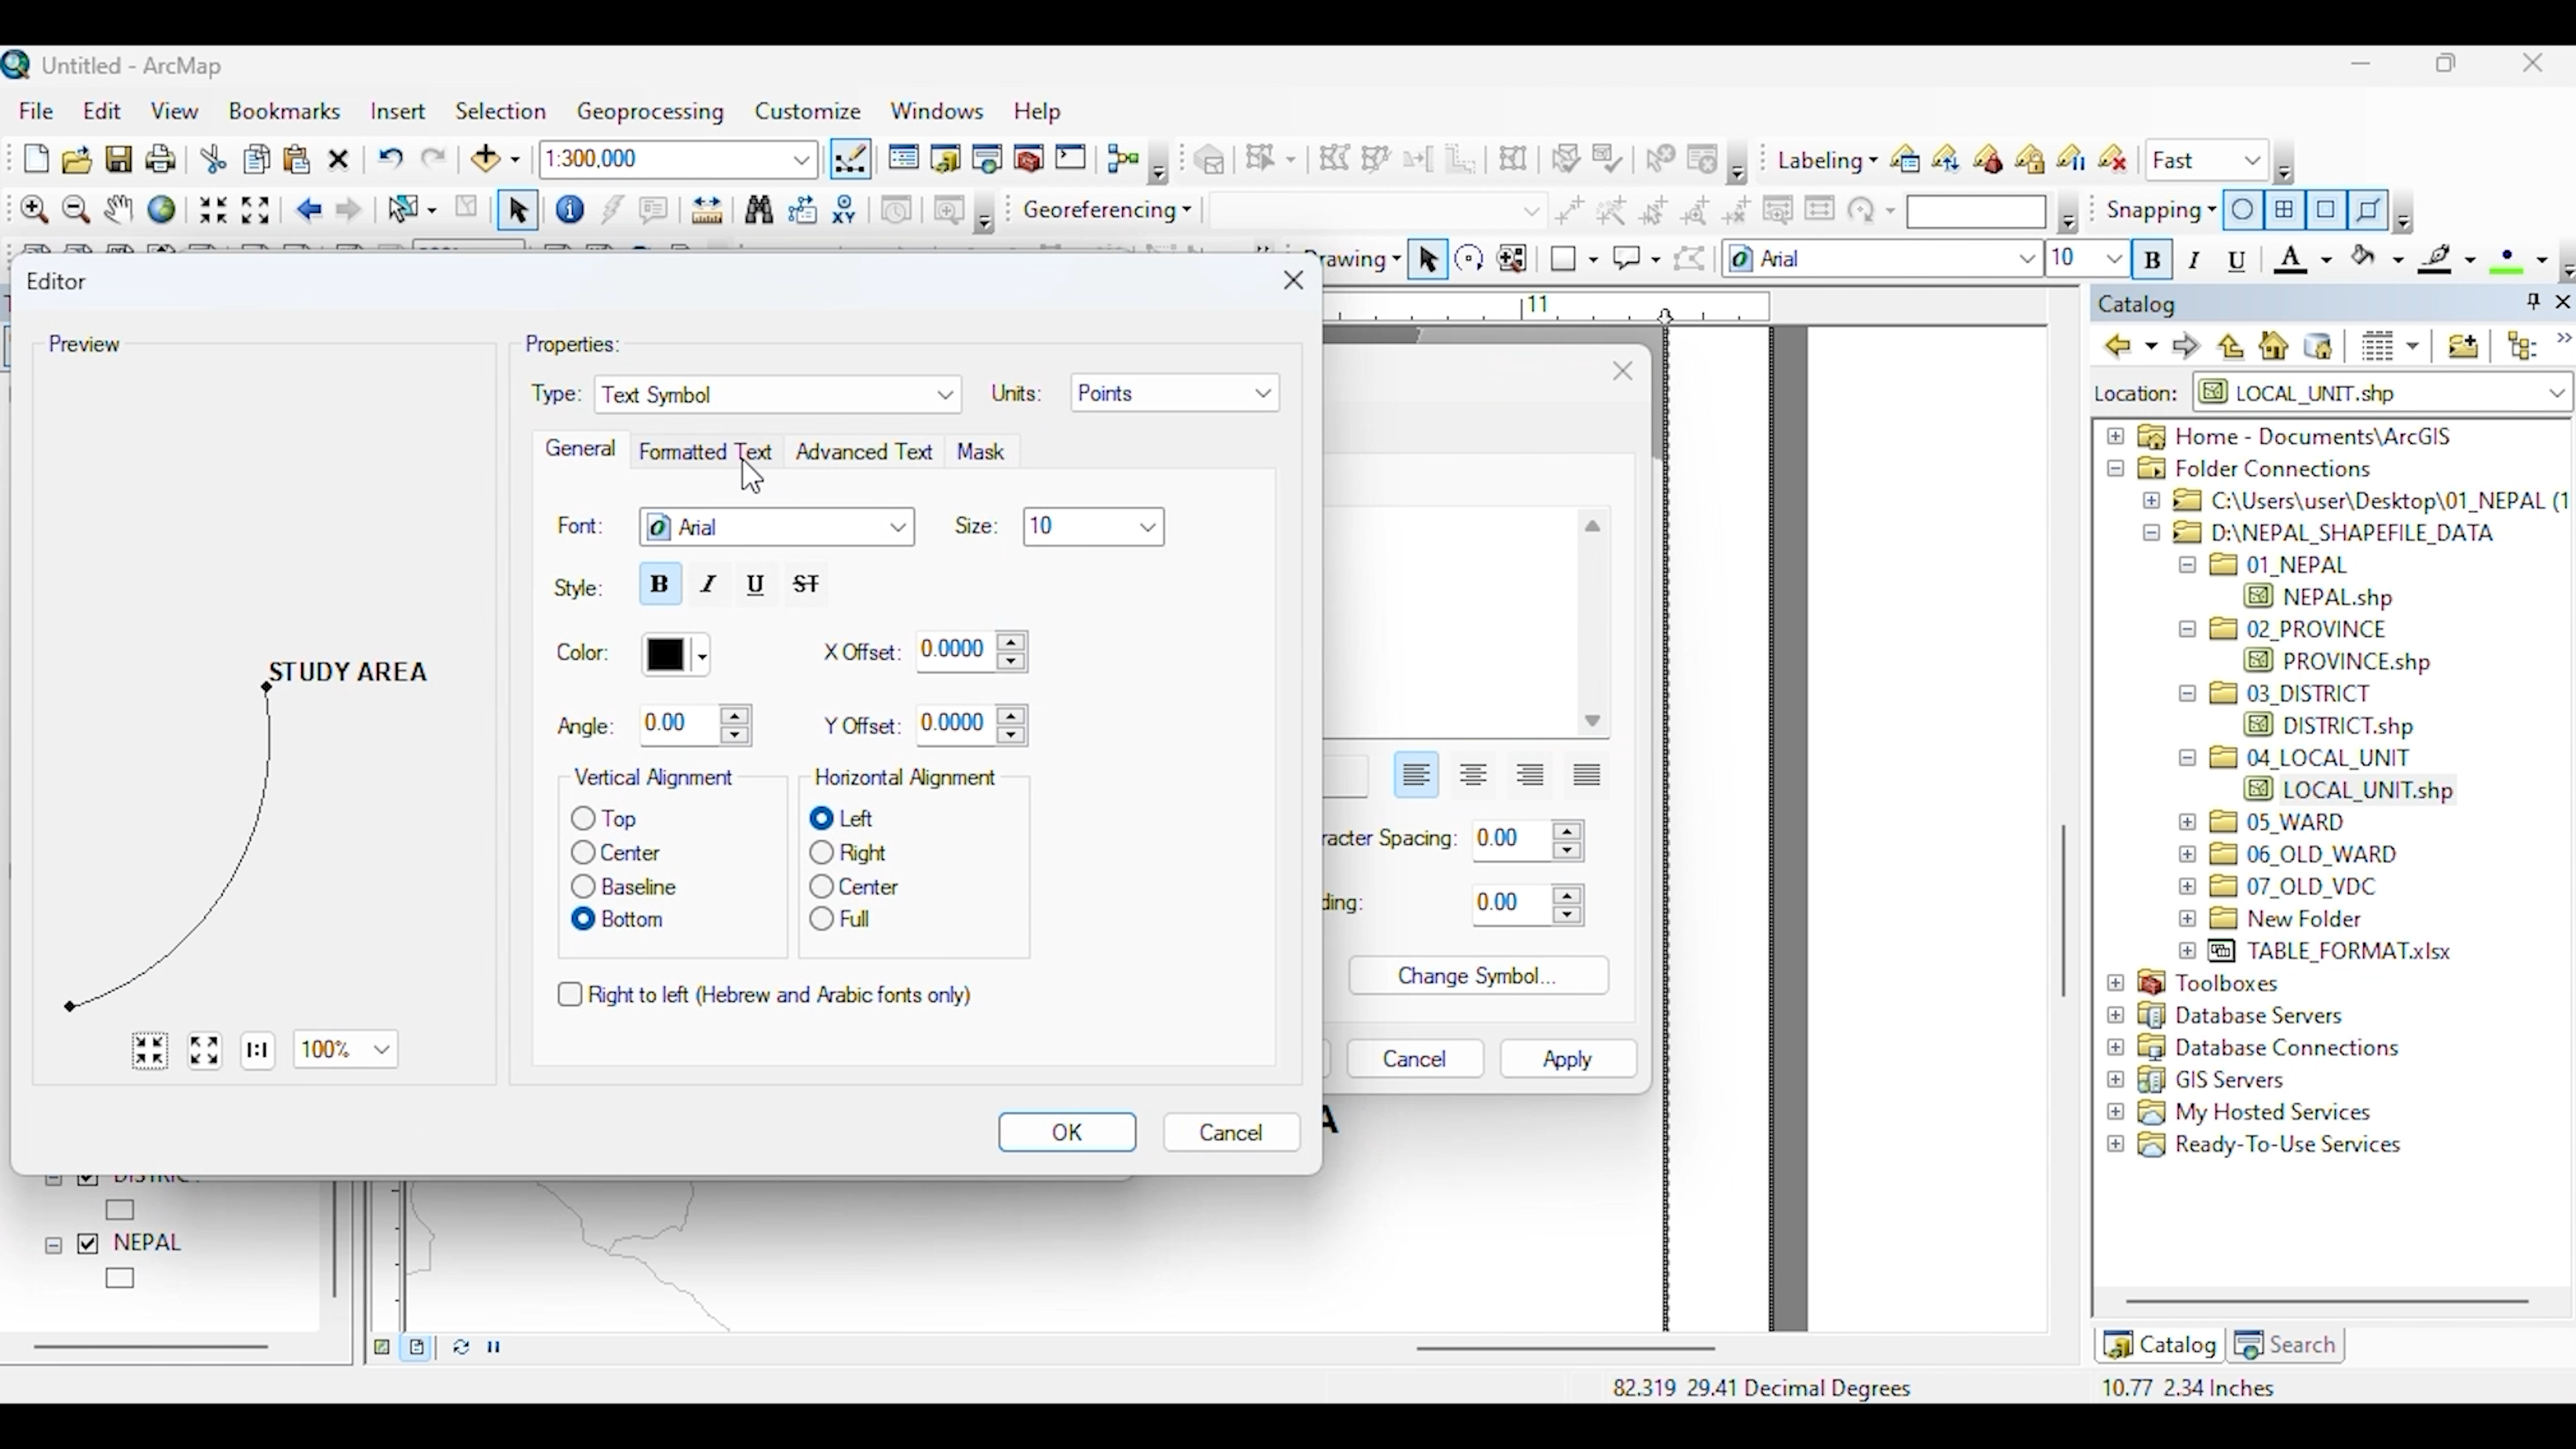 Untitled - ArcMap
File Edit View Bookmarks Insert Selection Geoprocessing Customize Windows Help
1:300,000 Labeling Fast
Georeferencing Snapping
Drawing Arial 10 B I U A
Editor
11
Preview
STUDY AREA
1:1 100%
Properties:
Type: Text Symbol Units: Points
General Formatted Text Advanced Text Mask
Font: Arial Size: 10
Style: B I U ST
Color: X Offset: 0.0000
Angle: 0.00 Y Offset: 0.0000
Vertical Alignment Horizontal Alignment
Top Left
Center Right
Baseline Center
Bottom Full
Right to left (Hebrew and Arabic fonts only)
OK Cancel
racter Spacing: 0.00
ding: 0.00
Change Symbol...
Cancel Apply
A
NEPAL
Catalog
Location: LOCAL_UNIT.shp
Home - Documents\ArcGIS
Folder Connections
C:\Users\user\Desktop\01_NEPAL (1
D:\NEPAL_SHAPEFILE_DATA
01_NEPAL
NEPAL.shp
02_PROVINCE
PROVINCE.shp
03_DISTRICT
DISTRICT.shp
04_LOCAL_UNIT
LOCAL_UNIT.shp
05_WARD
06_OLD_WARD
07_OLD_VDC
New Folder
TABLE_FORMAT.xlsx
Toolboxes
Database Servers
Database Connections
GIS Servers
My Hosted Services
Ready-To-Use Services
Catalog Search
82.319 29.41 Decimal Degrees 10.77 2.34 Inches